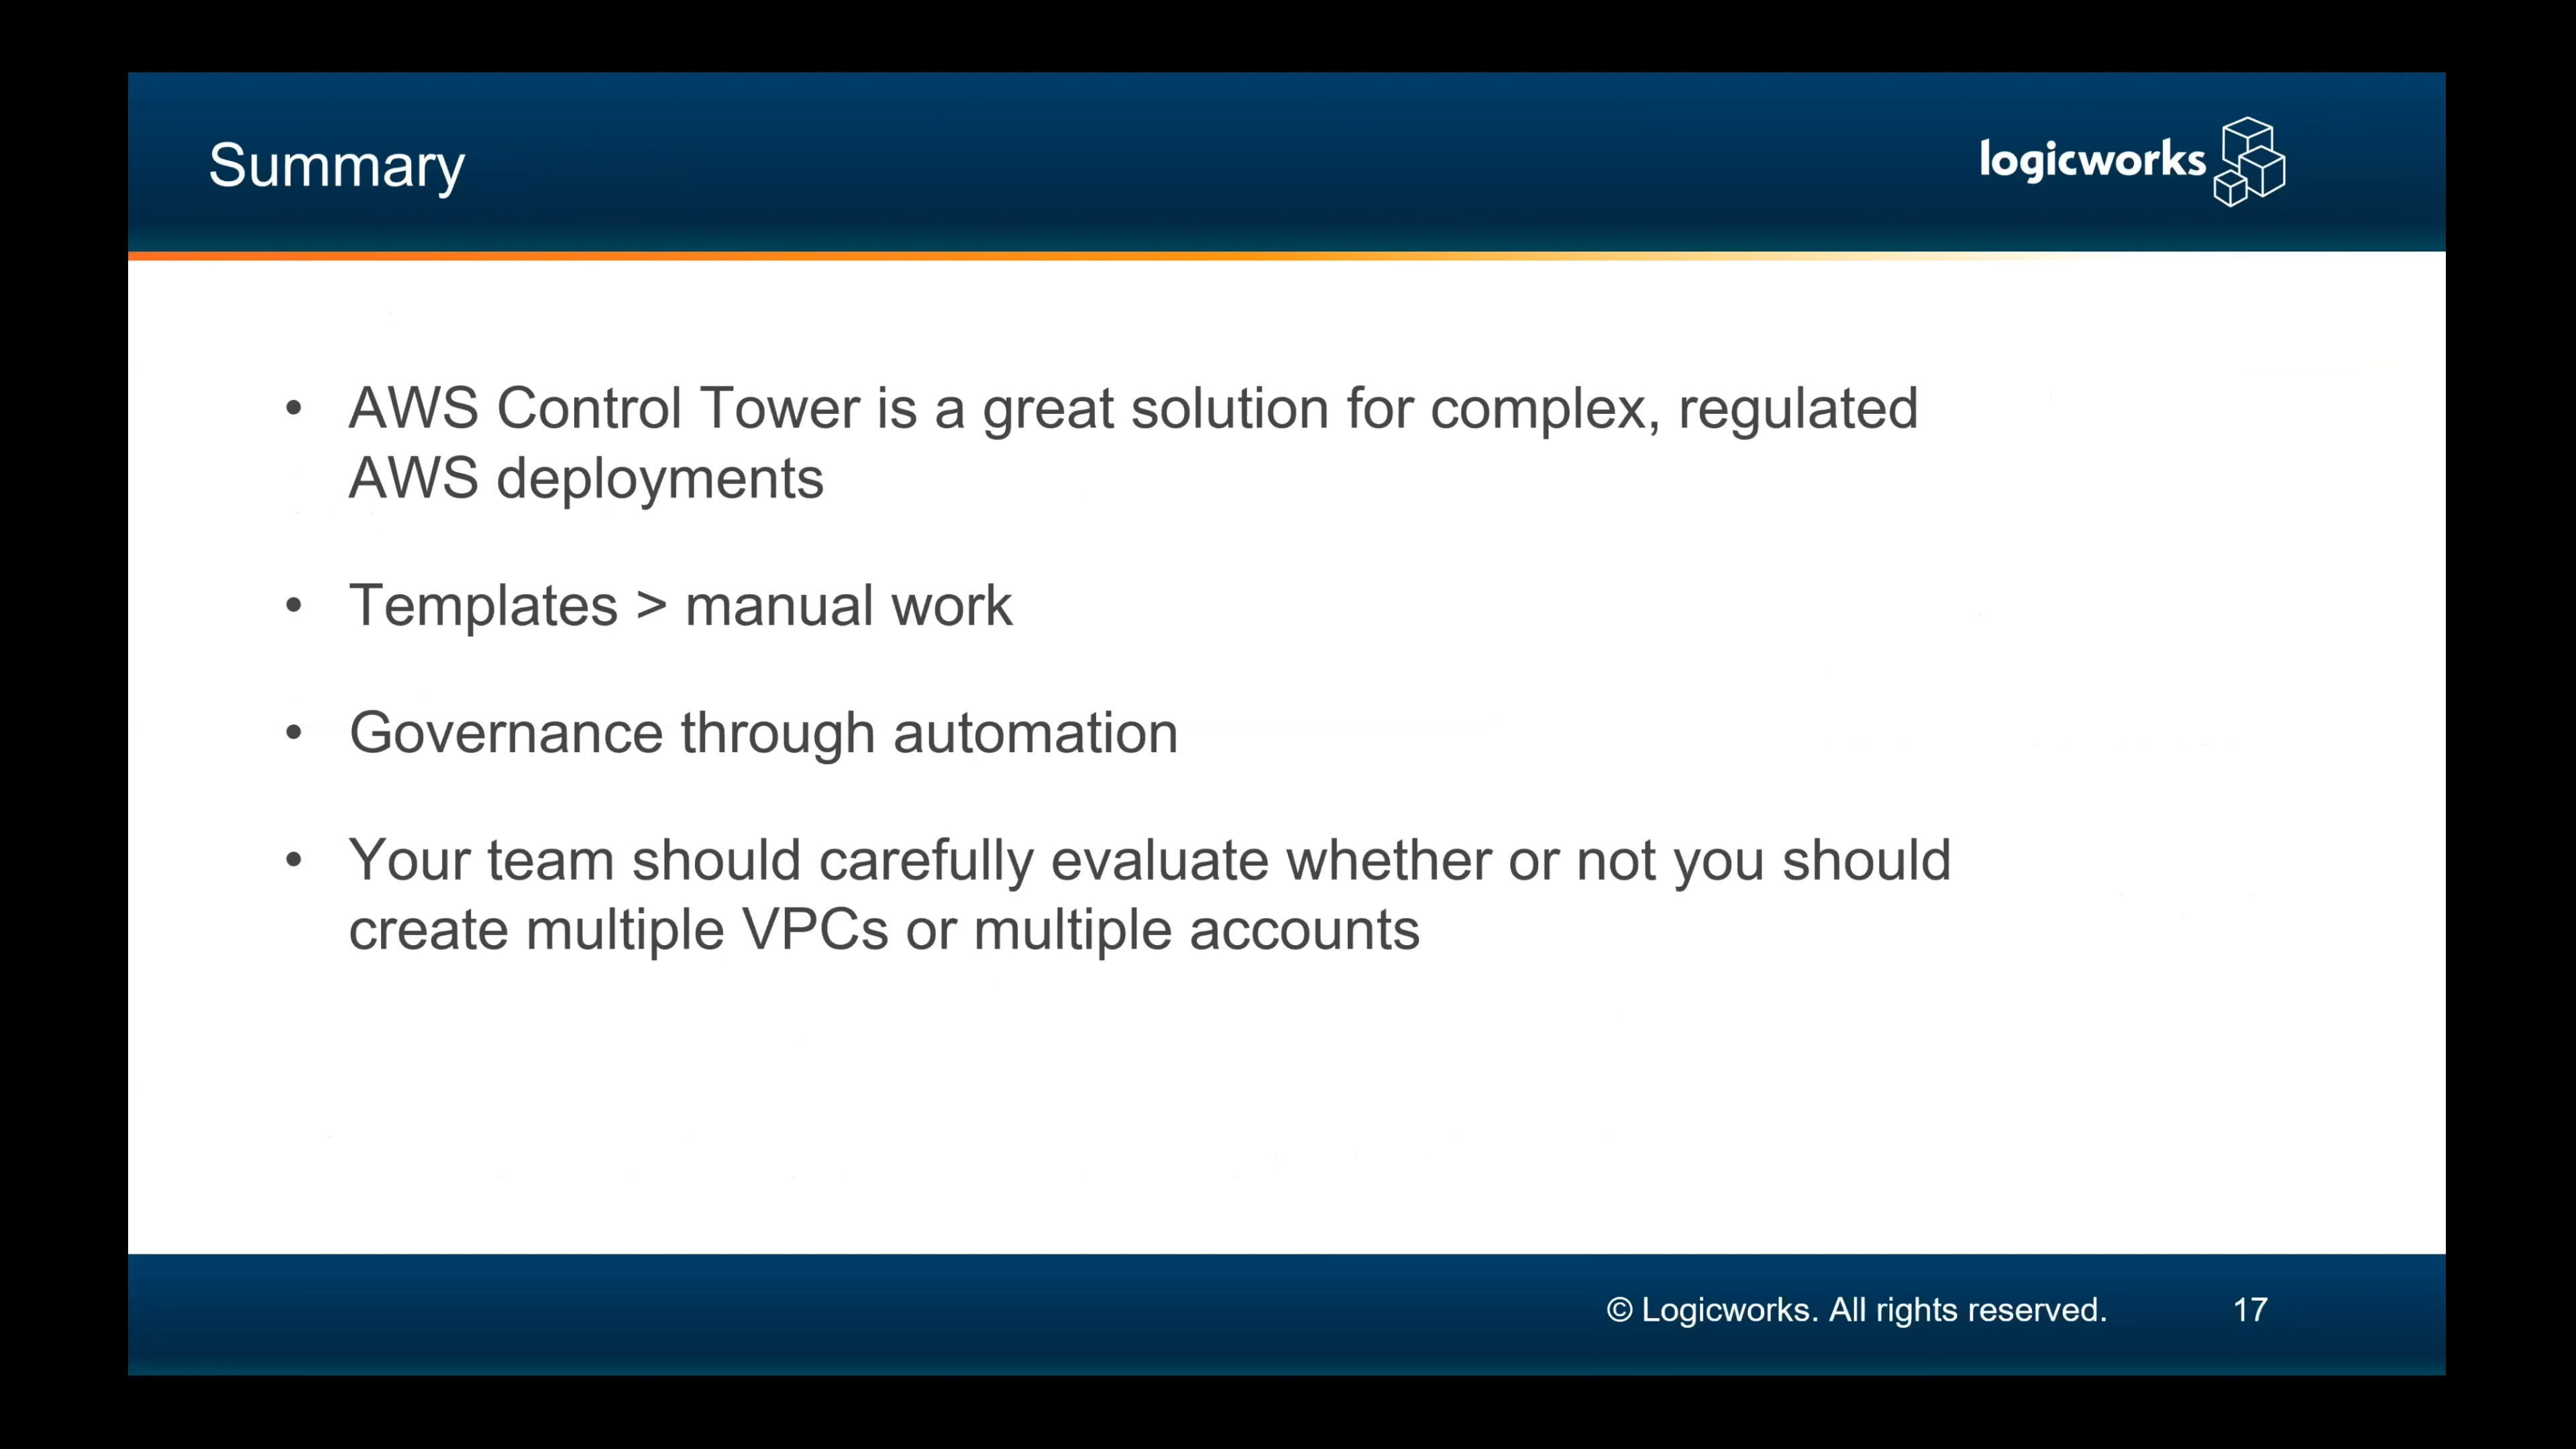 Summary
logicworks
• AWS Control Tower is a great solution for complex, regulated
AWS deployments
• Templates > manual work
• Governance through automation
• Your team should carefully evaluate whether or not you should
create multiple VPCs or multiple accounts
© Logicworks. All rights reserved.
17